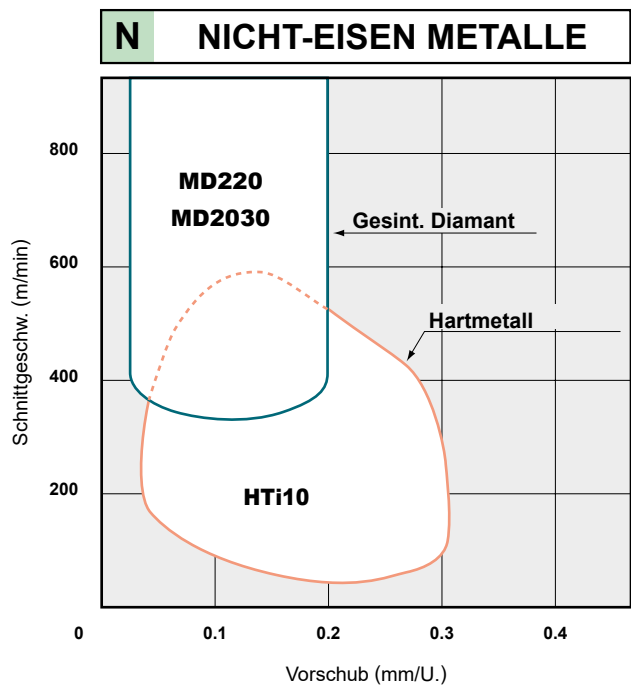 N NICHT-EISEN METALLE
800
MD220
MD2030
Gesint. Diamant
600
Hartmetall
400
200
HTi10
0 0.1 0.2 0.3 0.4
Schnittgeschw. (m/min)
Vorschub (mm/U.)